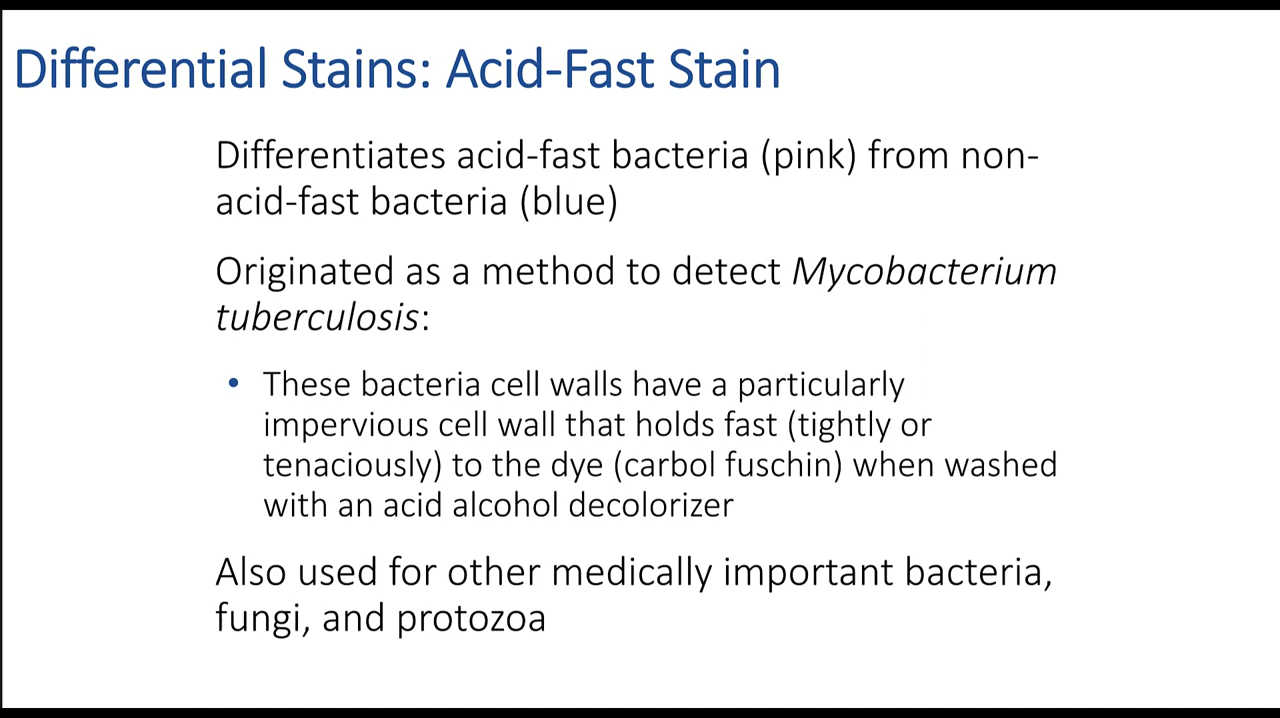 Differential Stains: Acid-Fast Stain
Differentiates acid-fast bacteria (pink) from non-
acid-fast bacteria (blue)
Originated as a method to detect Mycobacterium
tuberculosis:
• These bacteria cell walls have a particularly
impervious cell wall that holds fast (tightly or
tenaciously) to the dye (carbol fuschin) when washed
with an acid alcohol decolorizer
Also used for other medically important bacteria,
fungi, and protozoa